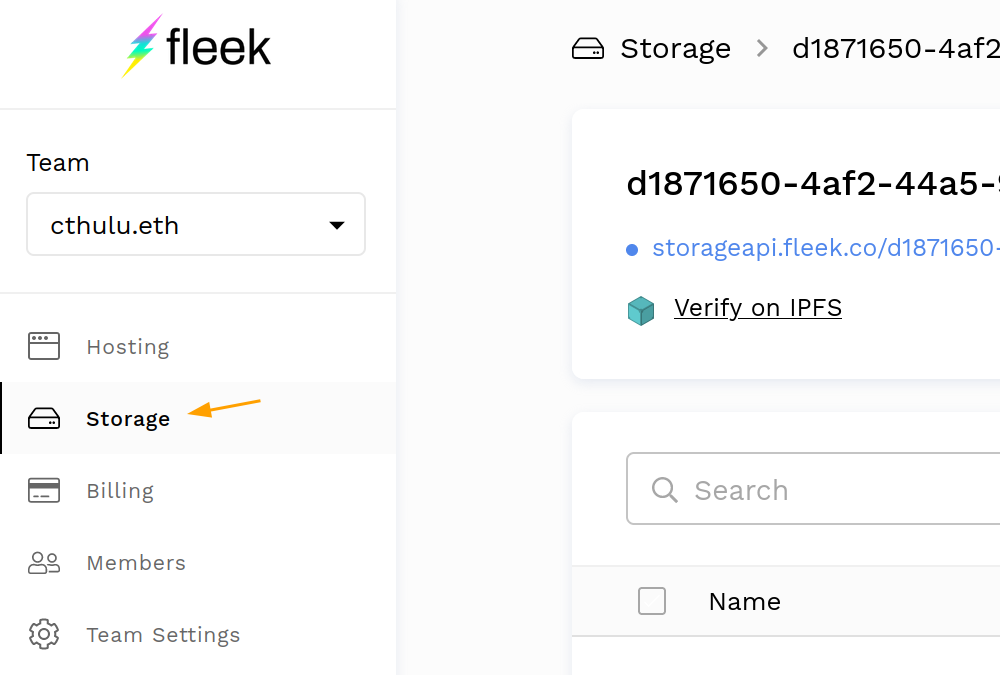 fleek
Team
cthulu.eth
Hosting
Storage
Billing
Members
Team Settings
Storage > d1871650-4af2
d1871650-4af2-44a5-
storageapi.fleek.co/d1871650-
Verify on IPFS
Search
Name